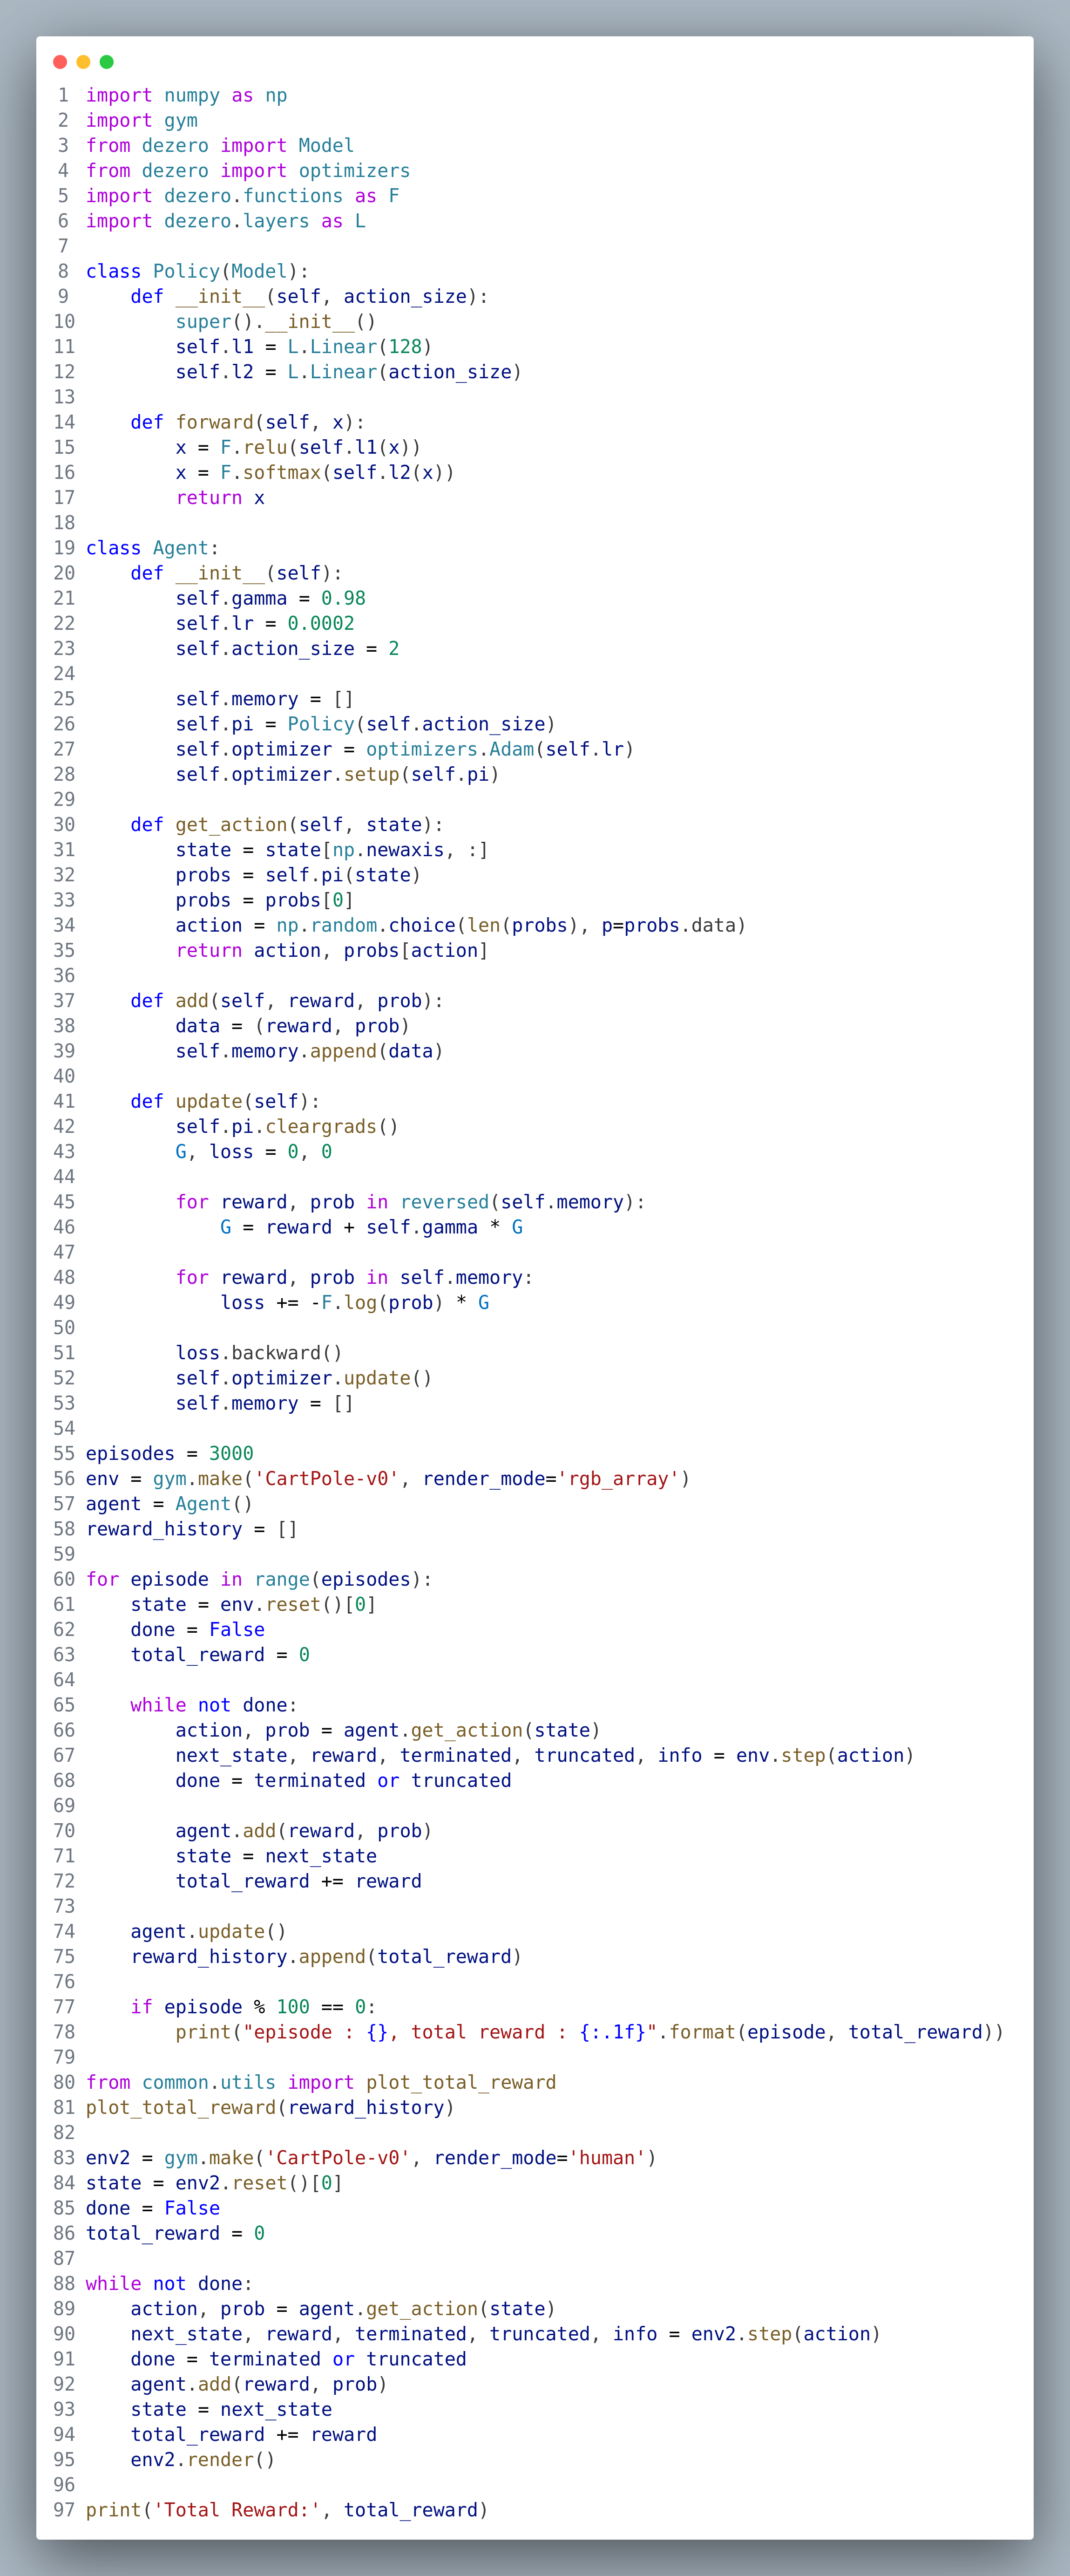 1 import numpy as np
2 import gym
3 from dezero import Model
4 from dezero import optimizers
5 import dezero.functions as F
6 import dezero.layers as L
7
8 class Policy(Model):
9     def __init__(self, action_size):
10         super().__init__()
11         self.l1 = L.Linear(128)
12         self.l2 = L.Linear(action_size)
13
14     def forward(self, x):
15         x = F.relu(self.l1(x))
16         x = F.softmax(self.l2(x))
17         return x
18
19 class Agent:
20     def __init__(self):
21         self.gamma = 0.98
22         self.lr = 0.0002
23         self.action_size = 2
24
25         self.memory = []
26         self.pi = Policy(self.action_size)
27         self.optimizer = optimizers.Adam(self.lr)
28         self.optimizer.setup(self.pi)
29
30     def get_action(self, state):
31         state = state[np.newaxis, :]
32         probs = self.pi(state)
33         probs = probs[0]
34         action = np.random.choice(len(probs), p=probs.data)
35         return action, probs[action]
36
37     def add(self, reward, prob):
38         data = (reward, prob)
39         self.memory.append(data)
40
41     def update(self):
42         self.pi.cleargrads()
43         G, loss = 0, 0
44
45         for reward, prob in reversed(self.memory):
46             G = reward + self.gamma * G
47
48         for reward, prob in self.memory:
49             loss += -F.log(prob) * G
50
51         loss.backward()
52         self.optimizer.update()
53         self.memory = []
54
55 episodes = 3000
56 env = gym.make('CartPole-v0', render_mode='rgb_array')
57 agent = Agent()
58 reward_history = []
59
60 for episode in range(episodes):
61     state = env.reset()[0]
62     done = False
63     total_reward = 0
64
65     while not done:
66         action, prob = agent.get_action(state)
67         next_state, reward, terminated, truncated, info = env.step(action)
68         done = terminated or truncated
69
70         agent.add(reward, prob)
71         state = next_state
72         total_reward += reward
73
74     agent.update()
75     reward_history.append(total_reward)
76
77     if episode % 100 == 0:
78         print("episode : {}, total reward : {:.1f}".format(episode, total_reward))
79
80 from common.utils import plot_total_reward
81 plot_total_reward(reward_history)
82
83 env2 = gym.make('CartPole-v0', render_mode='human')
84 state = env2.reset()[0]
85 done = False
86 total_reward = 0
87
88 while not done:
89     action, prob = agent.get_action(state)
90     next_state, reward, terminated, truncated, info = env2.step(action)
91     done = terminated or truncated
92     agent.add(reward, prob)
93     state = next_state
94     total_reward += reward
95     env2.render()
96
97 print('Total Reward:', total_reward)